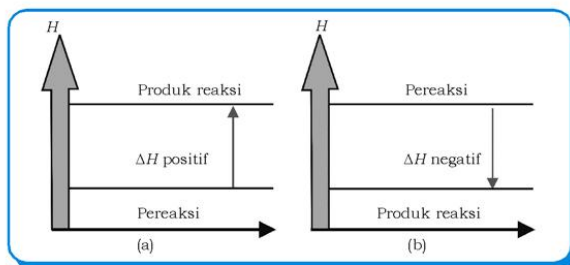 H
Produk reaksi
ΔH positif
Pereaksi
(a)
H
Pereaksi
ΔH negatif
Produk reaksi
(b)